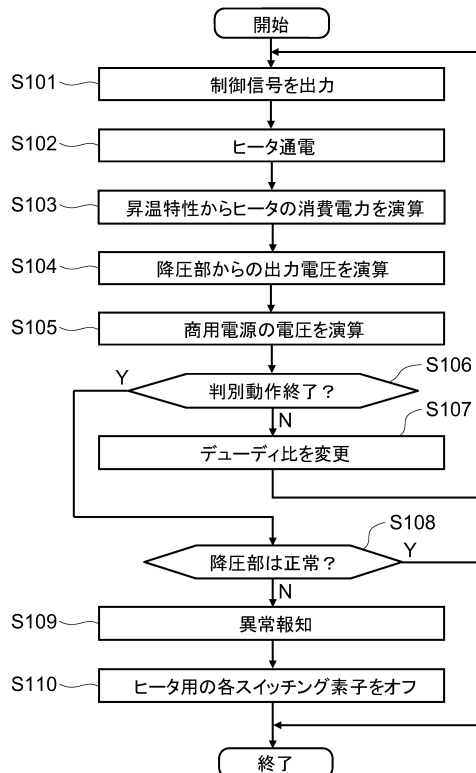 開始
S101
制御信号を出力
S102
ヒータ通電
S103
昇温特性からヒータの消費電力を演算
S104
降圧部からの出力電圧を演算
S105
商用電源の電圧を演算
S106
Y
判別動作終了？
N
S107
デューディ比を変更
S108
降圧部は正常？
Y
N
S109
異常報知
S110
ヒータ用の各スイッチング素子をオフ
終了